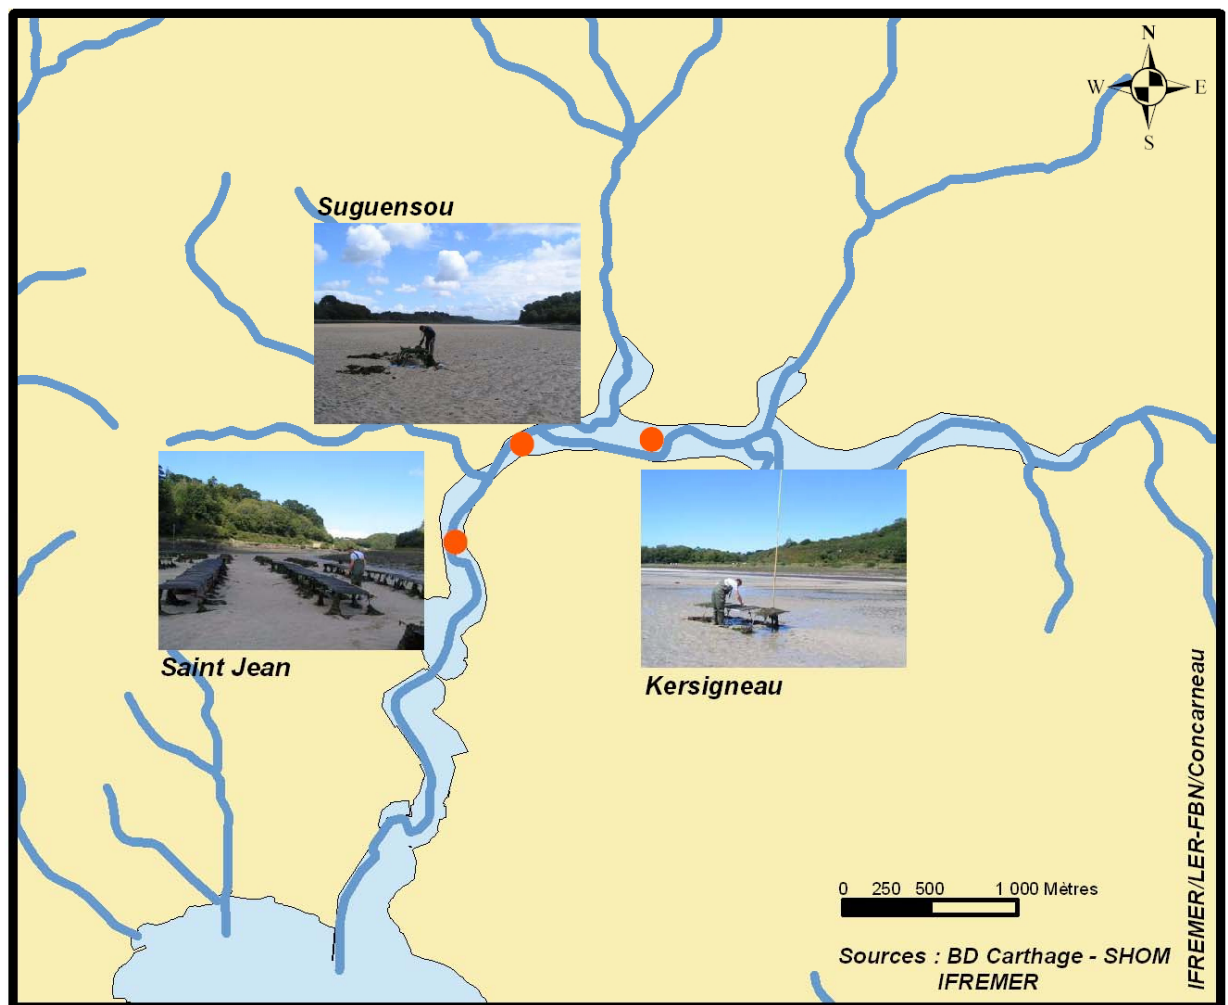 N
W E
S
Suguensou
Saint Jean
Kersigneau
0 250 500 1 000 Mètres
Sources : BD Carthage - SHOM
IFREMER
IFREMER/LER-FBN/Concarneau